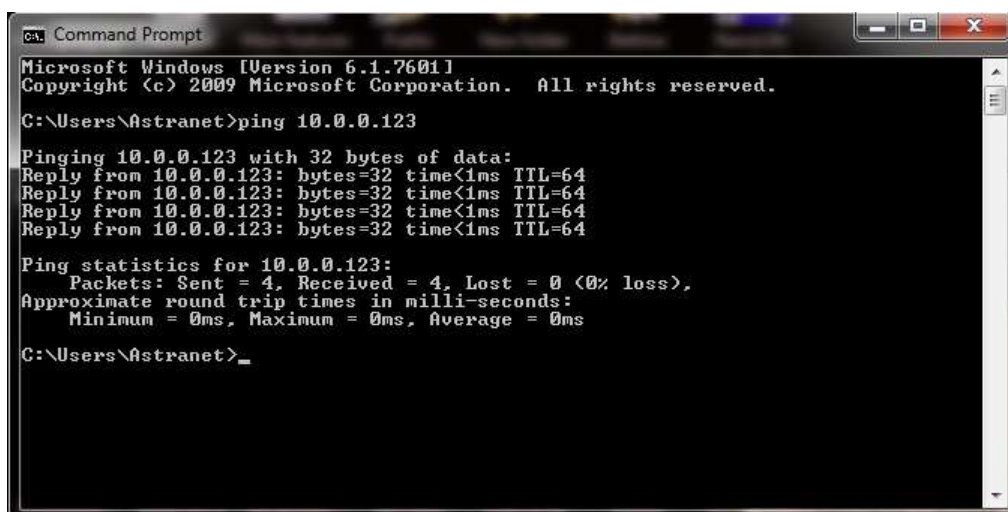 Command Prompt
Microsoft Windows [Version 6.1.7601]
Copyright (c) 2009 Microsoft Corporation.  All rights reserved.
C:\Users\Astranet>ping 10.0.0.123
Pinging 10.0.0.123 with 32 bytes of data:
Reply from 10.0.0.123: bytes=32 time<1ms TTL=64
Reply from 10.0.0.123: bytes=32 time<1ms TTL=64
Reply from 10.0.0.123: bytes=32 time<1ms TTL=64
Reply from 10.0.0.123: bytes=32 time<1ms TTL=64
Ping statistics for 10.0.0.123:
    Packets: Sent = 4, Received = 4, Lost = 0 (0% loss),
Approximate round trip times in milli-seconds:
    Minimum = 0ms, Maximum = 0ms, Average = 0ms
C:\Users\Astranet>_